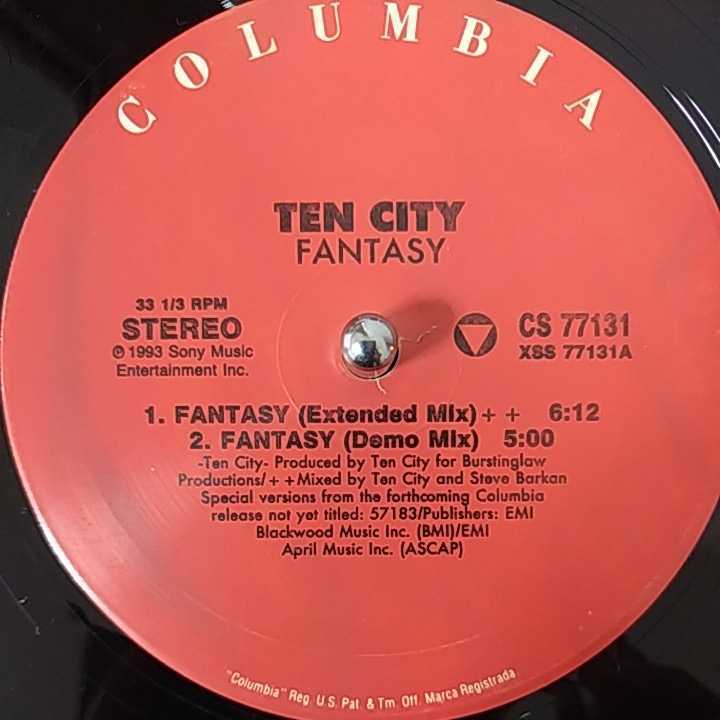 COLUMBIA
TEN CITY
FANTASY
33 1/3 RPM
STEREO
℗ 1993 Sony Music
Entertainment Inc.
CS 77131
XSS 77131A
1. FANTASY (Extended Mix)++ 6:12
2. FANTASY (Demo Mix) 5:00
-Ten City- Produced by Ten City for Burstinglaw
Productions/++Mixed by Ten City and Steve Barkan
Special versions from the forthcoming Columbia
release not yet titled: 57183/Publishers: EMI
Blackwood Music Inc. (BMI)/EMI
April Music Inc. (ASCAP)
"Columbia" Reg. U.S. Pat. & Tm. Off. Marca Registrada